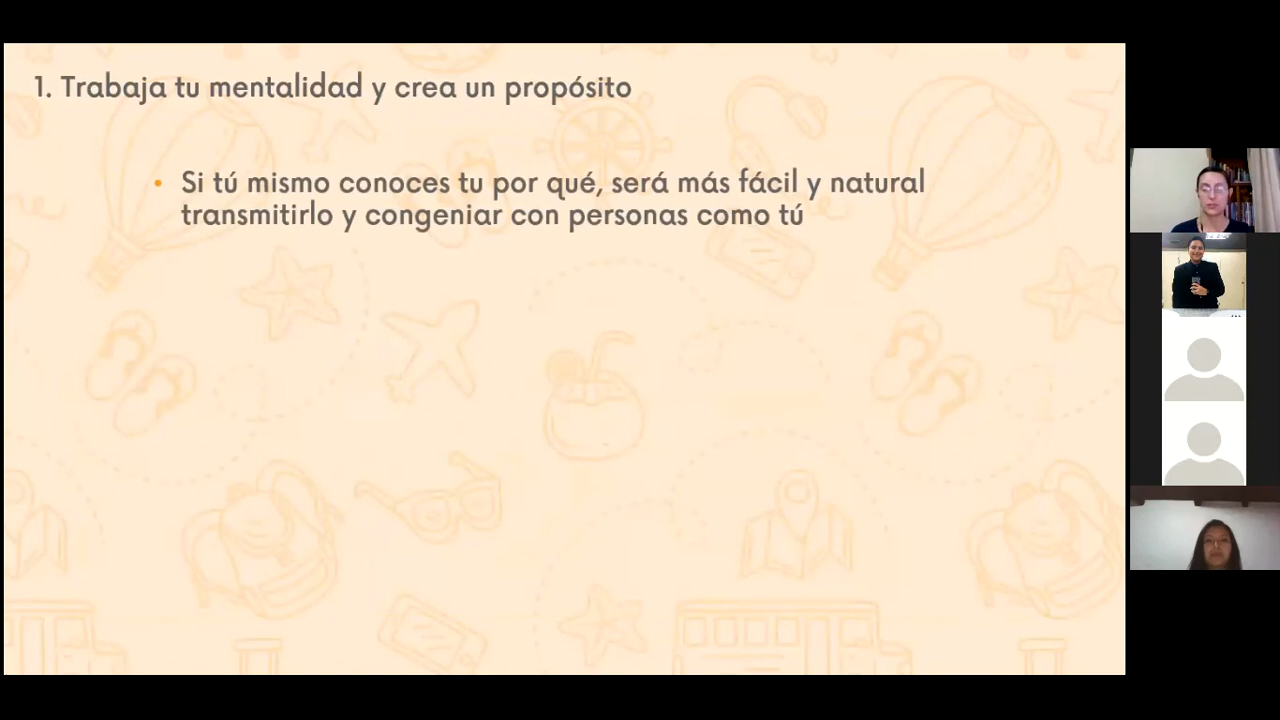 1. Trabaja tu mentalidad y crea un propósito
• Si tú mismo conoces tu por qué, será más fácil y natural
transmitirlo y congeniar con personas como tú